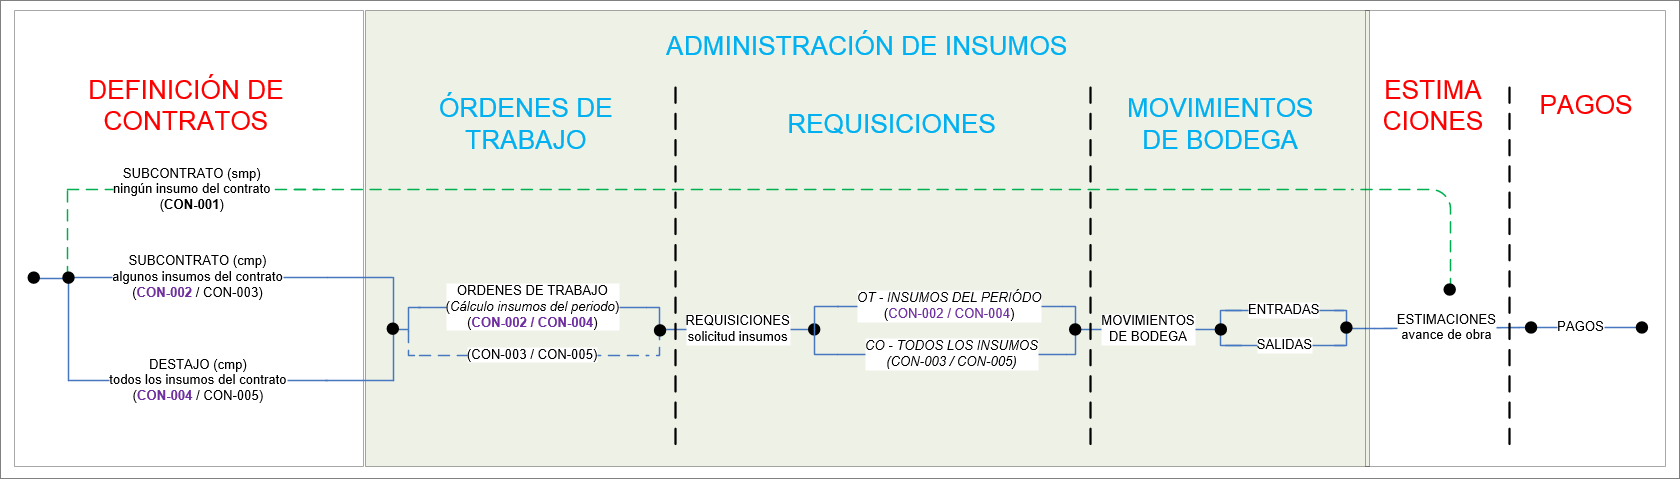 ADMINISTRACIÓN DE INSUMOS
DEFINICIÓN DE
CONTRATOS
ÓRDENES DE
TRABAJO
REQUISICIONES
MOVIMIENTOS
DE BODEGA
ESTIMA
CIONES
PAGOS
SUBCONTRATO (smp)
ningún insumo del contrato
(CON-001)
SUBCONTRATO (cmp)
algunos insumos del contrato
(CON-002 / CON-003)
DESTAJO (cmp)
todos los insumos del contrato
(CON-004 / CON-005)
ORDENES DE TRABAJO
(Cálculo insumos del periodo)
(CON-002 / CON-004)
(CON-003 / CON-005)
REQUISICIONES
solicitud insumos
OT - INSUMOS DEL PERIÓDO
(CON-002 / CON-004)
CO - TODOS LOS INSUMOS
(CON-003 / CON-005)
MOVIMIENTOS
DE BODEGA
ENTRADAS
SALIDAS
ESTIMACIONES
avance de obra
PAGOS